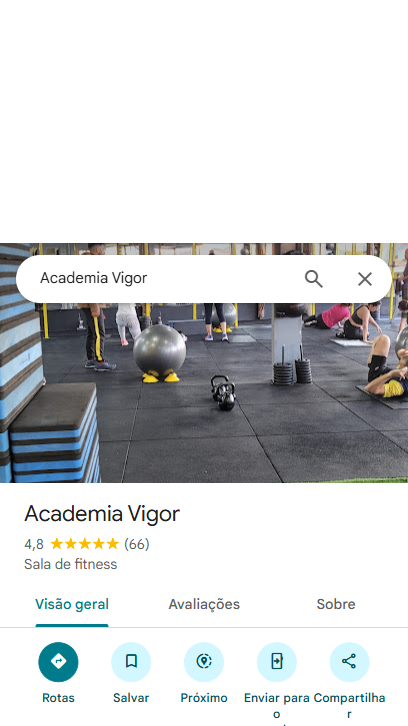 Academia Vigor
Academia Vigor
4,8 (66)
Sala de fitness
Visão geral Avaliações Sobre
Rotas Salvar Próximo Enviar para o Compartilhar